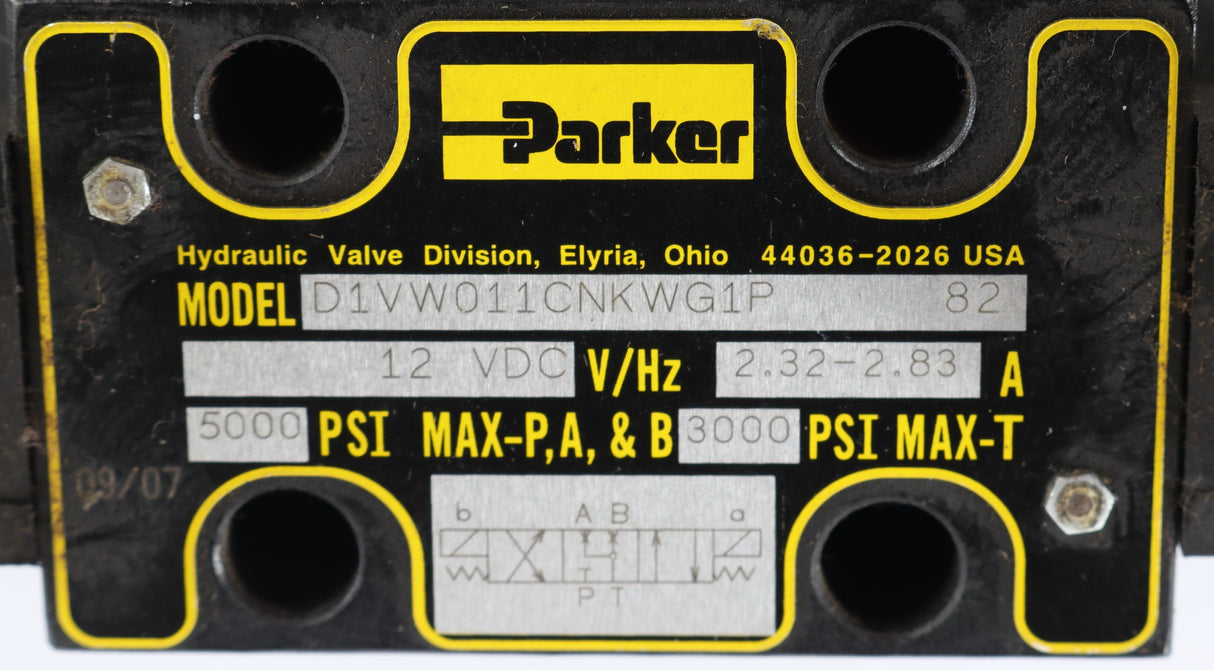 Parker
Hydraulic Valve Division, Elyria, Ohio 44036-2026 USA
MODEL D1VW011CNKWG1P 82
12 VDC V/Hz 2.32-2.83 A
5000 PSI MAX-P,A, & B 3000 PSI MAX-T
09/07
b A B a
T T
P T